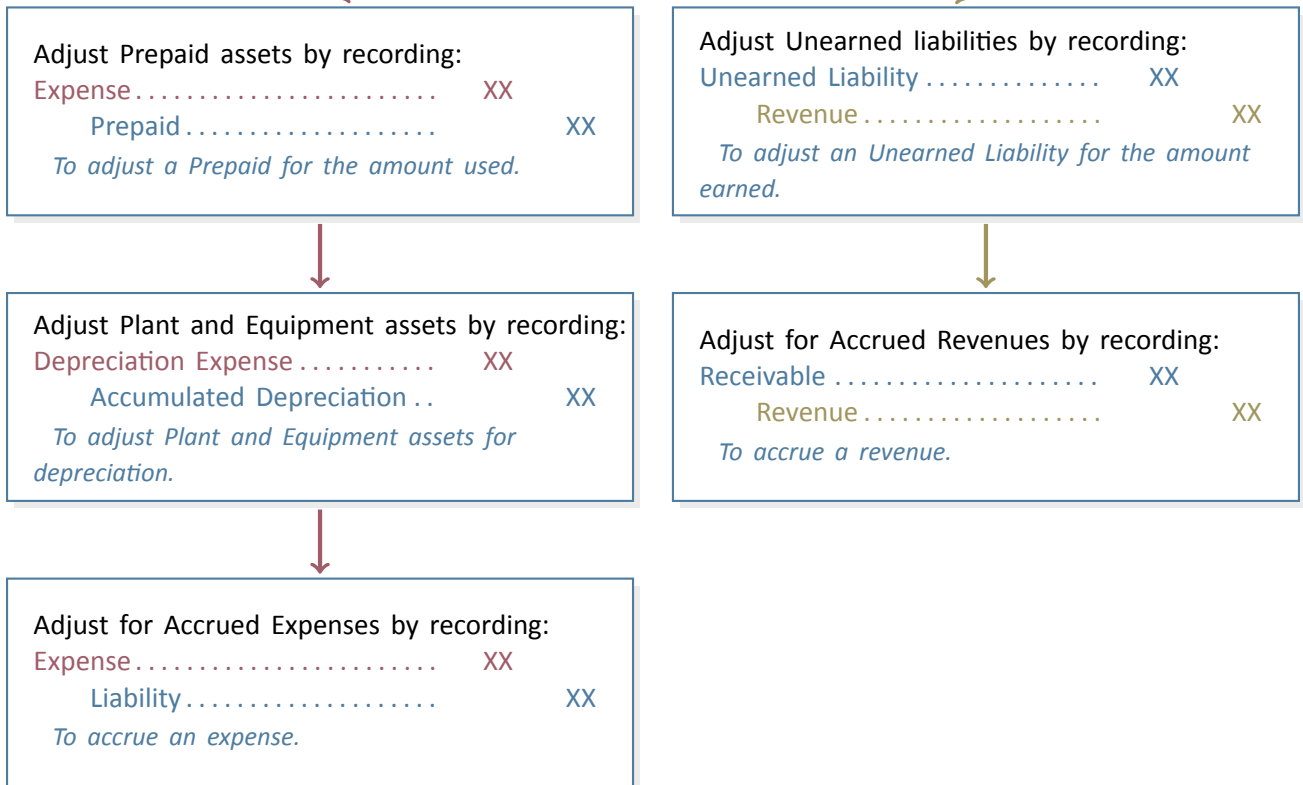 Adjust Prepaid assets by recording:
Expense........................ XX
Prepaid.................... XX
To adjust a Prepaid for the amount used.
Adjust Plant and Equipment assets by recording:
Depreciation Expense........... XX
Accumulated Depreciation.. XX
To adjust Plant and Equipment assets for
depreciation.
Adjust for Accrued Expenses by recording:
Expense........................ XX
Liability.................... XX
To accrue an expense.
Adjust Unearned liabilities by recording:
Unearned Liability.............. XX
Revenue................... XX
To adjust an Unearned Liability for the amount
earned.
Adjust for Accrued Revenues by recording:
Receivable..................... XX
Revenue................... XX
To accrue a revenue.